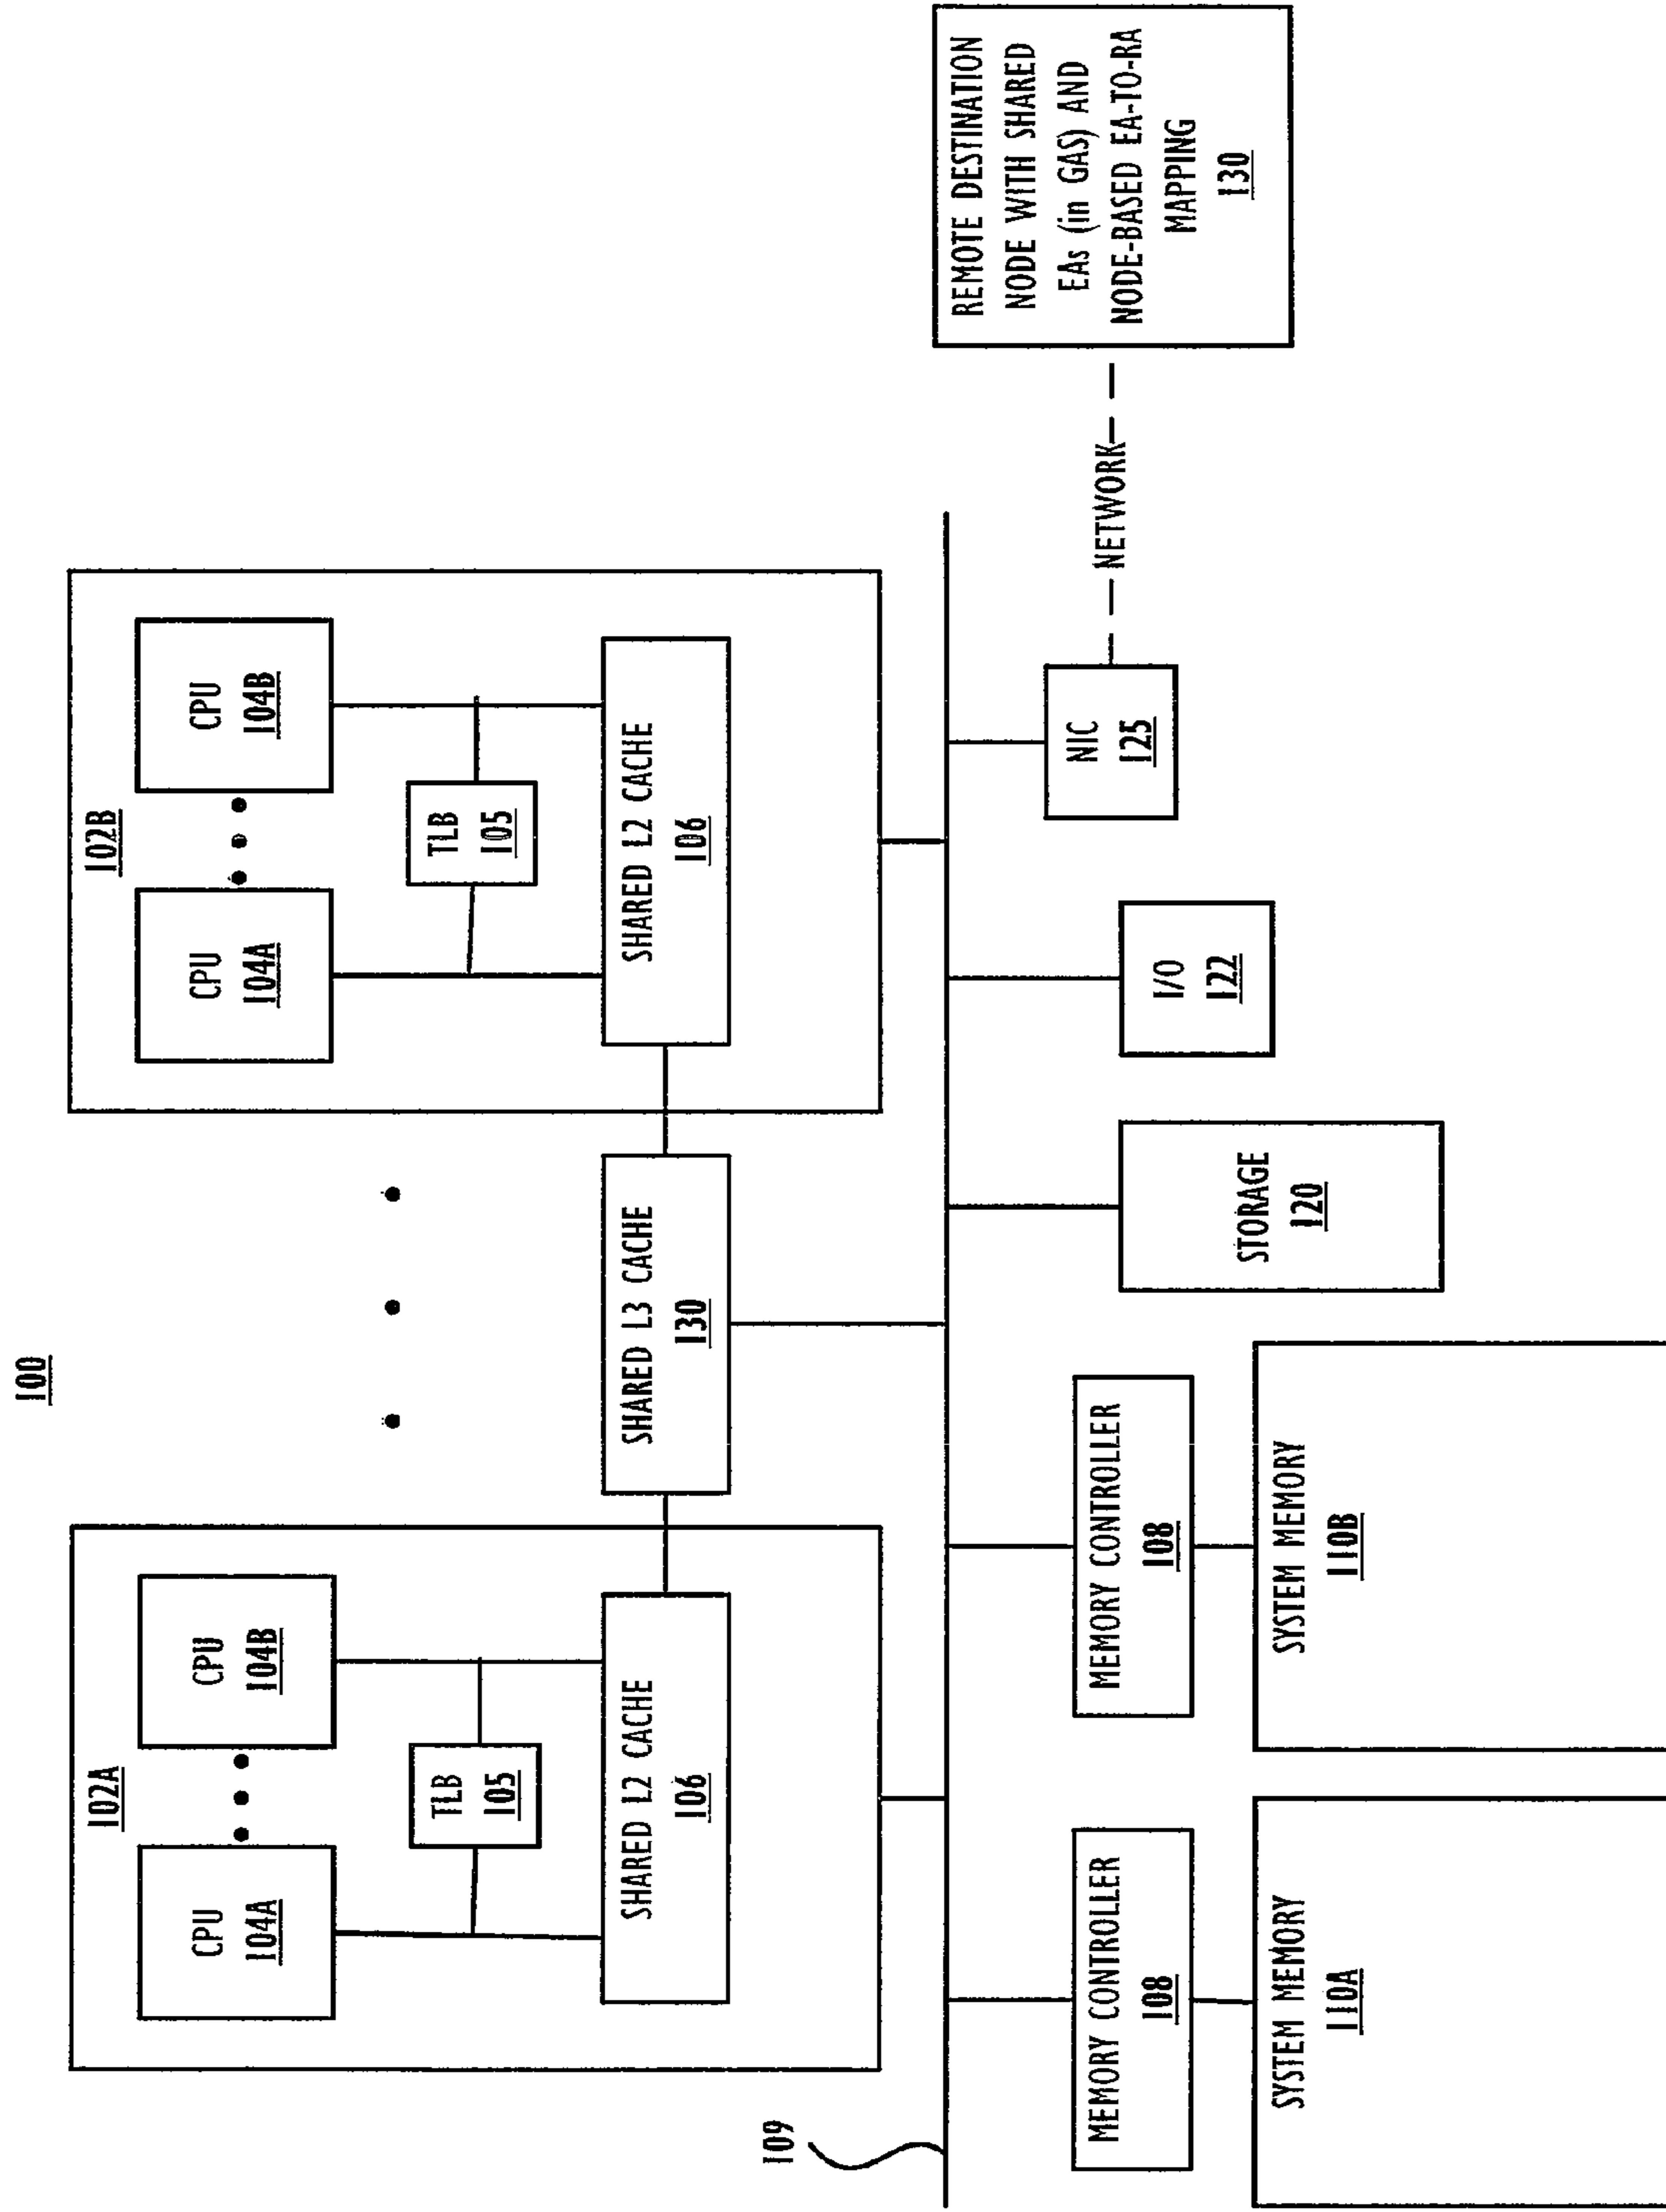 100
102A
CPU
104A
CPU
104B
TLB
105
SHARED L2 CACHE
106
SHARED L3 CACHE
130
102B
CPU
104A
CPU
104B
TLB
105
SHARED L2 CACHE
106
109
MEMORY CONTROLLER
108
SYSTEM MEMORY
110A
MEMORY CONTROLLER
108
SYSTEM MEMORY
110B
STORAGE
120
I/O
122
NIC
125
NETWORK
REMOTE DESTINATION
NODE WITH SHARED
EAs (in GAS) AND
NODE-BASED EA-TO-RA
MAPPING
130